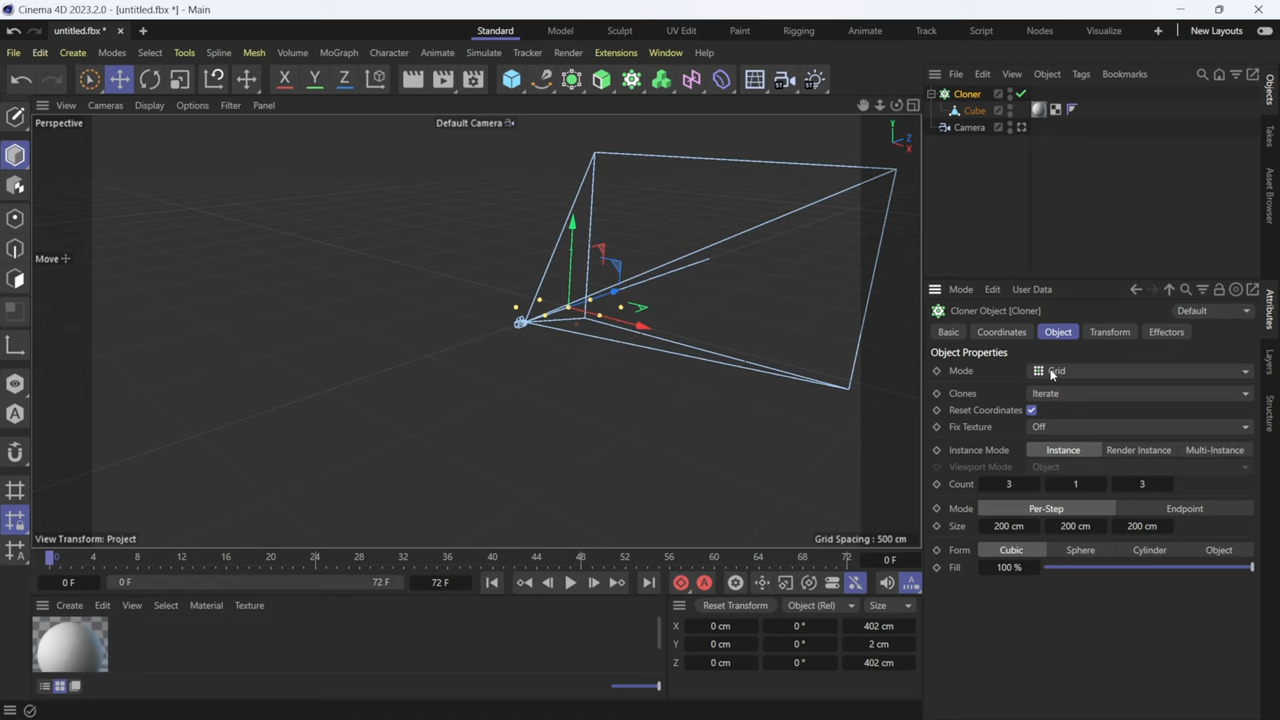 Cinema 4D 2023.2.0 - [untitled.fbx *] - Main
untitled.fbx *
Standard Model Sculpt UV Edit Paint Rigging Animate Track Script Nodes Visualize New Layouts
File Edit Create Modes Select Tools Spline Mesh Volume MoGraph Character Animate Simulate Tracker Render Extensions Window Help
X Y Z
File Edit View Object Tags Bookmarks
View Cameras Display Options Filter Panel
Cloner
Cube
Camera
Perspective
Default Camera
Y
Z
X
Move
View Transform: Project
Grid Spacing : 500 cm
Objects
Takes
Asset Browser
Attributes
Layers
Structure
Mode Edit User Data
Cloner Object [Cloner]
Default
Basic Coordinates Object Transform Effectors
Object Properties
Mode Grid
Clones Iterate
Reset Coordinates
Fix Texture Off
Instance Mode Instance Render Instance Multi-Instance
Viewport Mode Object
Count 3 1 3
Mode Per-Step Endpoint
Size 200 cm 200 cm 200 cm
Form Cubic Sphere Cylinder Object
Fill 100 %
0 4 8 12 16 20 24 28 32 36 40 44 48 52 56 60 64 68 72 0 F
0 F 0 F 72 F 72 F
Create Edit View Select Material Texture
Reset Transform Object (Rel) Size
X 0 cm 0 ° 402 cm
Y 0 cm 0 ° 2 cm
Z 0 cm 0 ° 402 cm